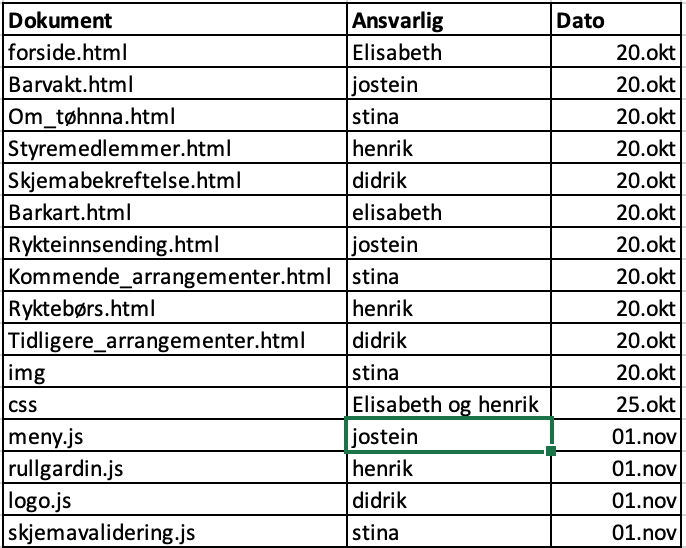 Dokument Ansvarlig Dato
forside.html Elisabeth 20.okt
Barvakt.html jostein 20.okt
Om_tøhnna.html stina 20.okt
Styremedlemmer.html henrik 20.okt
Skjemabekreftelse.html didrik 20.okt
Barkart.html elisabeth 20.okt
Rykteinnsending.html jostein 20.okt
Kommende_arrangementer.html stina 20.okt
Ryktebørs.html henrik 20.okt
Tidligere_arrangementer.html didrik 20.okt
img stina 20.okt
css Elisabeth og henrik 25.okt
meny.js jostein 01.nov
rullgardin.js henrik 01.nov
logo.js didrik 01.nov
skjemavalidering.js stina 01.nov